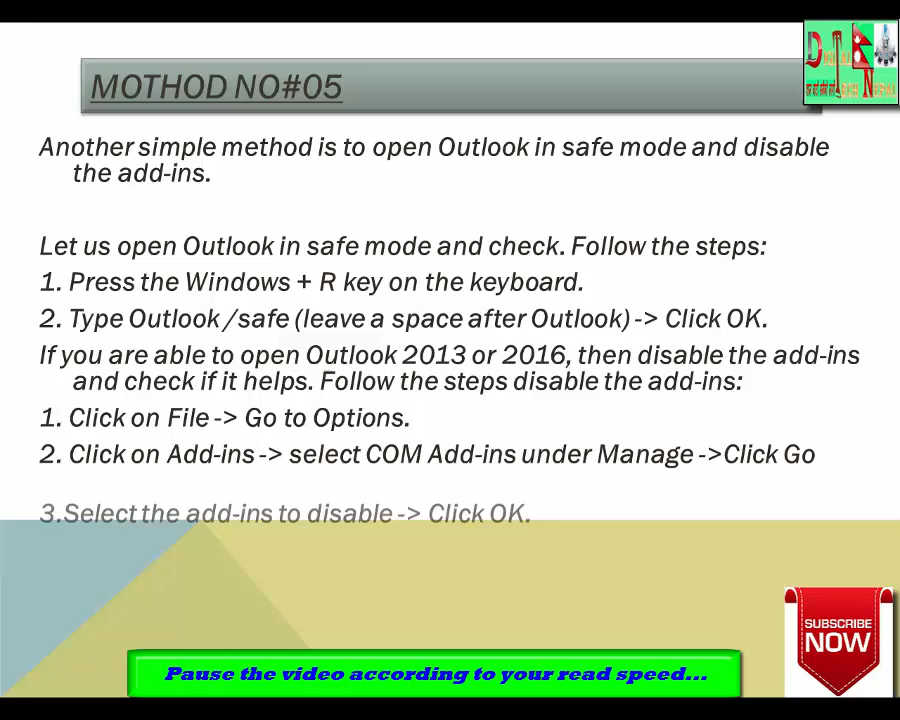 MOTHOD NO#05
Another simple method is to open Outlook in safe mode and disable
the add-ins.
Let us open Outlook in safe mode and check. Follow the steps:
1. Press the Windows + R key on the keyboard.
2. Type Outlook /safe (leave a space after Outlook) -> Click OK.
If you are able to open Outlook 2013 or 2016, then disable the add-ins
and check if it helps. Follow the steps disable the add-ins:
1. Click on File -> Go to Options.
2. Click on Add-ins -> select COM Add-ins under Manage ->Click Go
3.Select the add-ins to disable -> Click OK.
SUBSCRIBE
NOW
Pause the video according to your read speed...